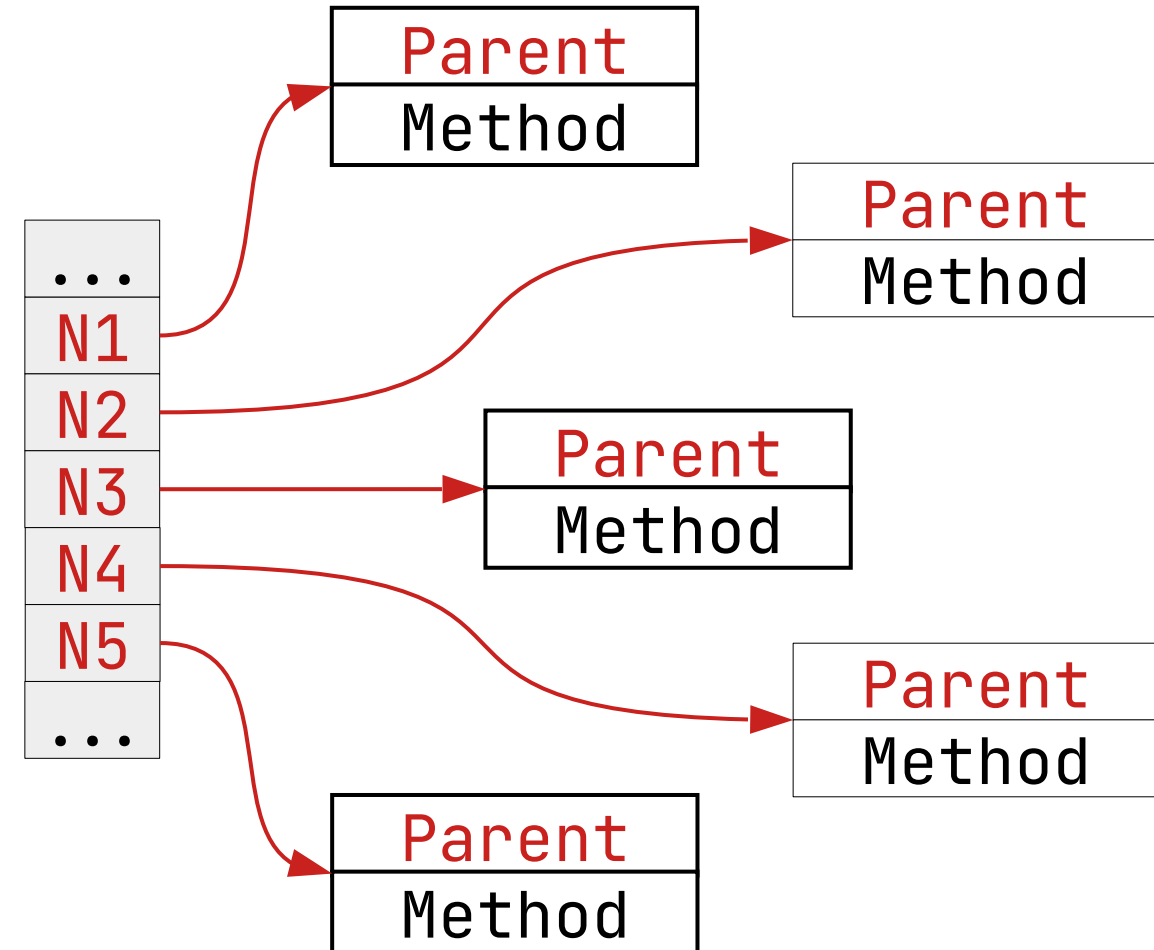 Parent
Method
Parent
Method
...
N1
N2
N3
N4
N5
...
Parent
Method
Parent
Method
Parent
Method